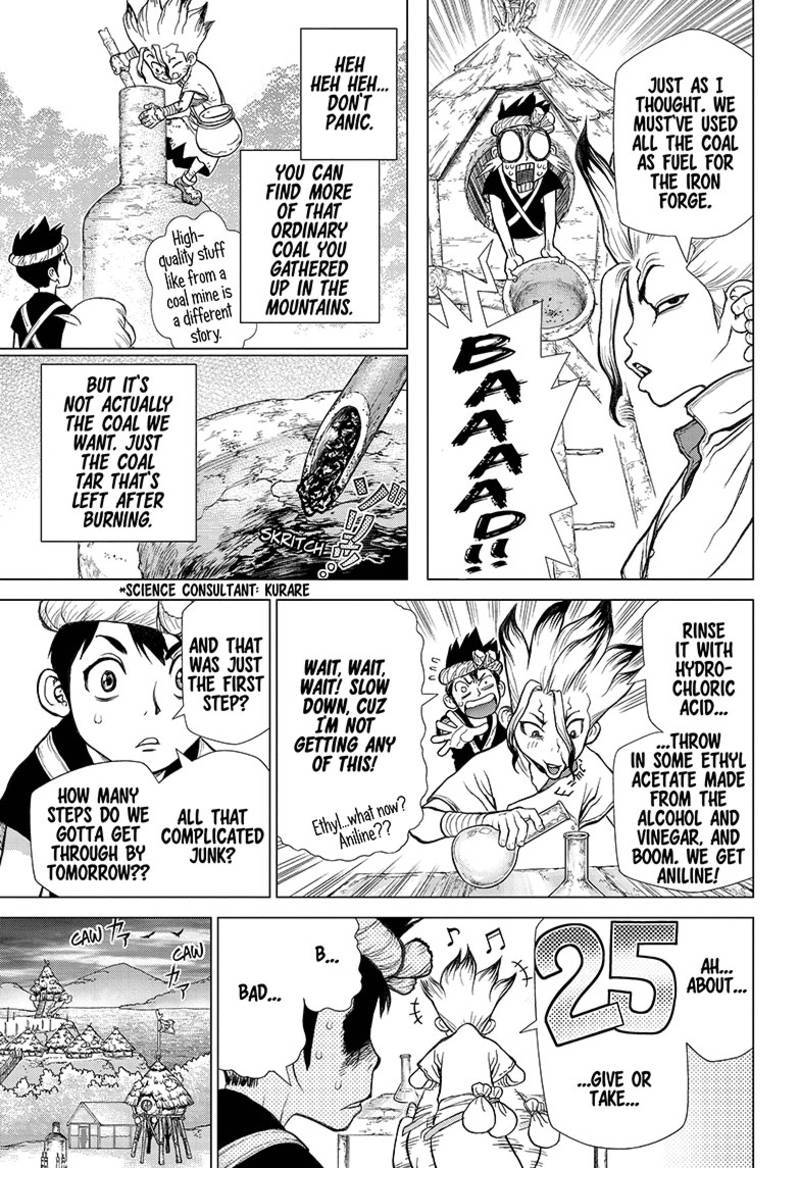 JUST AS I
THOUGHT. WE
MUST'VE USED
ALL THE COAL
AS FUEL FOR
THE IRON
FORGE.
BAAAAD!!
HEH
HEH HEH...
DON'T
PANIC.
YOU CAN
FIND MORE
OF THAT
ORDINARY
COAL YOU
GATHERED
UP IN THE
MOUNTAINS.
High-
quality stuff
like from a
coal mine is
a different
story.
BUT IT'S
NOT ACTUALLY
THE COAL WE
WANT. JUST
THE COAL
TAR THAT'S
LEFT AFTER
BURNING.
SKRITCH
*SCIENCE CONSULTANT: KURARE
RINSE
IT WITH
HYDRO-
CHLORIC
ACID...
...THROW
IN SOME ETHYL
ACETATE MADE
FROM THE
ALCOHOL AND
VINEGAR, AND
BOOM. WE GET
ANILINE!
WAIT, WAIT,
WAIT! SLOW
DOWN, CUZ
I'M NOT
GETTING ANY
OF THIS!
Ethyl...what now?
Aniline??
AND THAT
WAS JUST
THE FIRST
STEP?
ALL THAT
COMPLICATED
JUNK?
HOW MANY
STEPS DO WE
GOTTA GET
THROUGH BY
TOMORROW??
AH...
ABOUT...
25
...GIVE OR
TAKE...
B...
BAD...
CAW カァ
CAW カァ